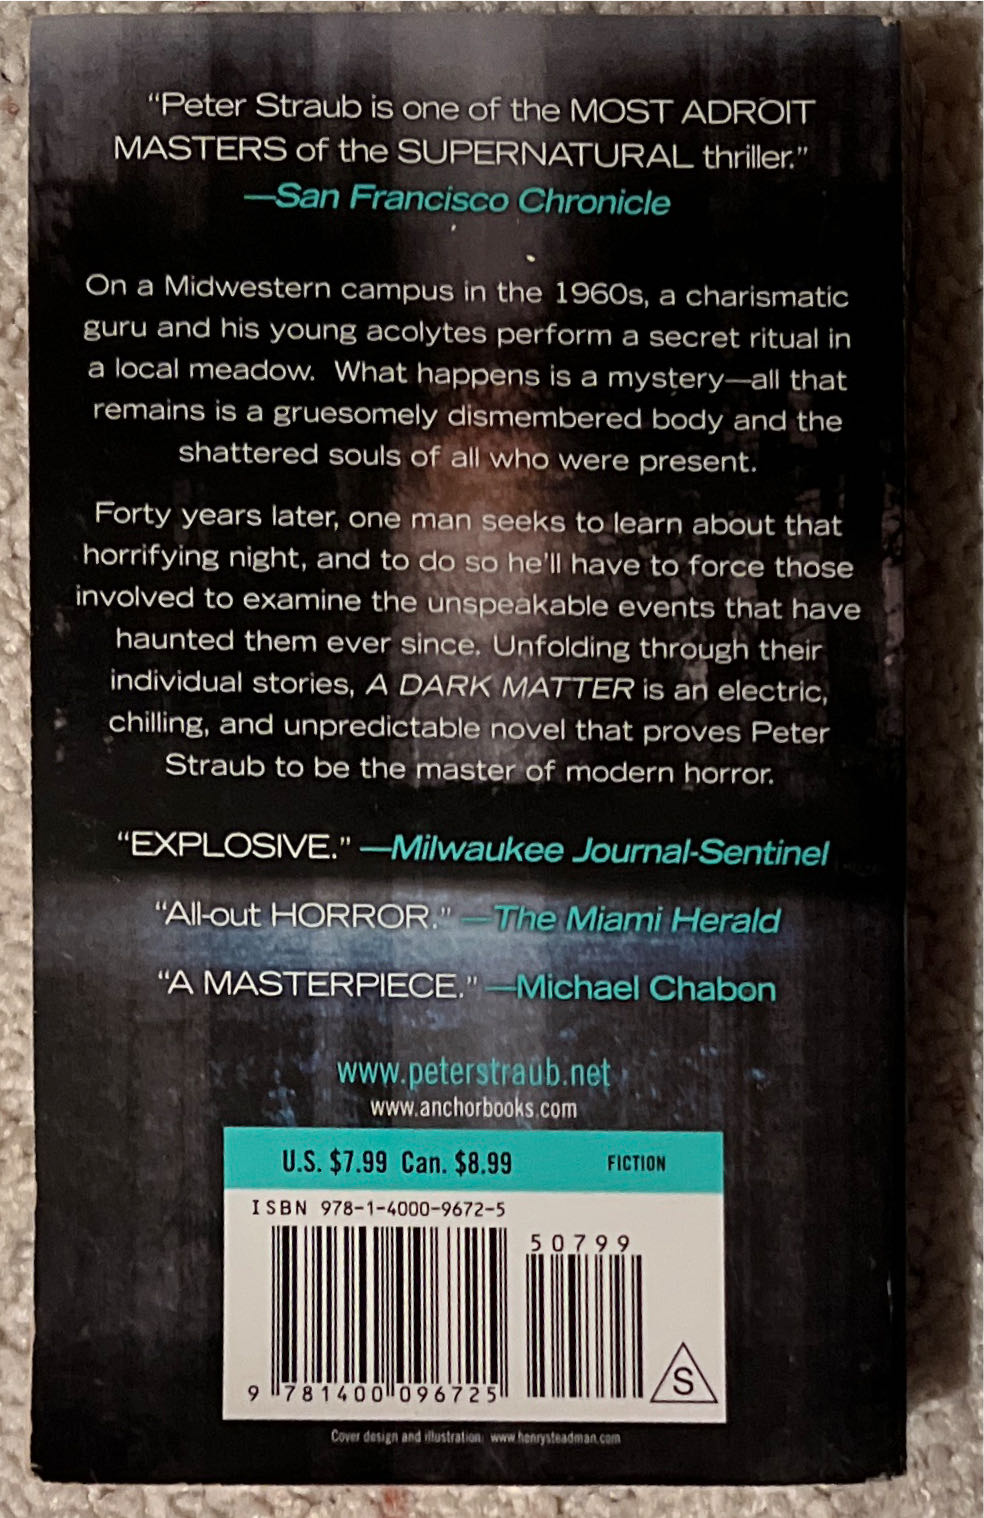 “Peter Straub is one of the MOST ADROIT
MASTERS of the SUPERNATURAL thriller.”
—San Francisco Chronicle
On a Midwestern campus in the 1960s, a charismatic
guru and his young acolytes perform a secret ritual in
a local meadow. What happens is a mystery—all that
remains is a gruesomely dismembered body and the
shattered souls of all who were present.
Forty years later, one man seeks to learn about that
horrifying night, and to do so he’ll have to force those
involved to examine the unspeakable events that have
haunted them ever since. Unfolding through their
individual stories, A DARK MATTER is an electric,
chilling, and unpredictable novel that proves Peter
Straub to be the master of modern horror.
“EXPLOSIVE.” —Milwaukee Journal-Sentinel
“All-out HORROR.” —The Miami Herald
“A MASTERPIECE.” —Michael Chabon
www.peterstraub.net
www.anchorbooks.com
U.S. $7.99 Can. $8.99 FICTION
ISBN 978-1-4000-9672-5
50799
9 781400 096725
S
Cover design and illustration: www.henrysteadman.com